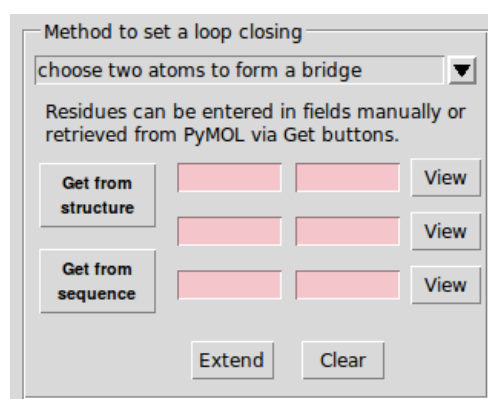 Method to set a loop closing
choose two atoms to form a bridge
Residues can be entered in fields manually or
retrieved from PyMOL via Get buttons.
Get from
structure
View
View
Get from
sequence
View
Extend
Clear